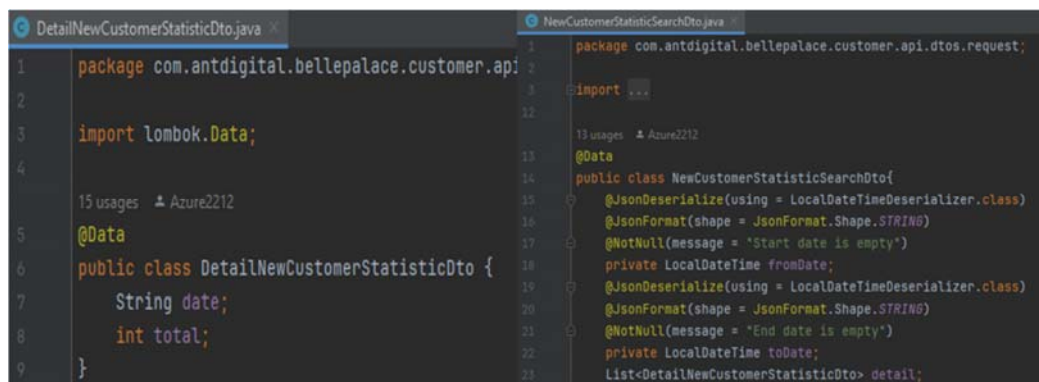 DetailNewCustomerStatisticDto.java
1 package com.antdigital.bellepalace.customer.api
2
3 import lombok.Data;
4
15 usages Azure2212
5 @Data
6 public class DetailNewCustomerStatisticDto {
7 String date;
8 int total;
9 }
NewCustomerStatisticSearchDto.java
1 package com.antdigital.bellepalace.customer.api.dtos.request;
2
3 import ...
12
13 usages Azure2212
13 @Data
14 public class NewCustomerStatisticSearchDto{
15 @JsonDeserialize(using = LocalDateTimeDeserializer.class)
16 @JsonFormat(shape = JsonFormat.Shape.STRING)
17 @NotNull(message = "Start date is empty")
18 private LocalDateTime fromDate;
19 @JsonDeserialize(using = LocalDateTimeDeserializer.class)
20 @JsonFormat(shape = JsonFormat.Shape.STRING)
21 @NotNull(message = "End date is empty")
22 private LocalDateTime toDate;
23 List<DetailNewCustomerStatisticDto> detail;